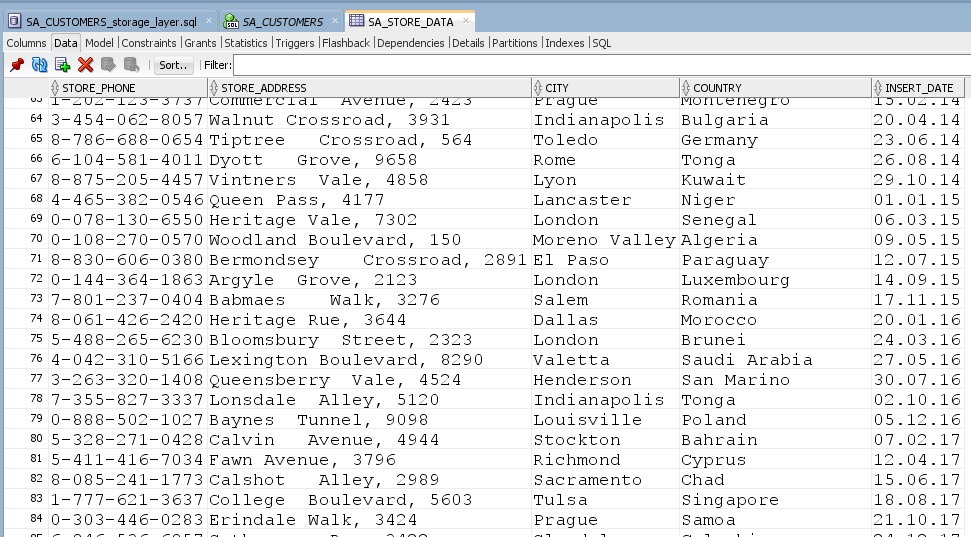 SA_CUSTOMERS_storage_layer.sql SA_CUSTOMERS SA_STORE_DATA
Columns Data Model Constraints Grants Statistics Triggers Flashback Dependencies Details Partitions Indexes SQL
Sort.. Filter:
STORE_PHONE STORE_ADDRESS CITY COUNTRY INSERT_DATE
63 1-202-123-3737 Commercial Avenue, 2423 Prague Montenegro 15.02.14
64 3-454-062-8057 Walnut Crossroad, 3931 Indianapolis Bulgaria 20.04.14
65 8-786-688-0654 Tiptree Crossroad, 564 Toledo Germany 23.06.14
66 6-104-581-4011 Dyott Grove, 9658 Rome Tonga 26.08.14
67 8-875-205-4457 Vintners Vale, 4858 Lyon Kuwait 29.10.14
68 4-465-382-0546 Queen Pass, 4177 Lancaster Niger 01.01.15
69 0-078-130-6550 Heritage Vale, 7302 London Senegal 06.03.15
70 0-108-270-0570 Woodland Boulevard, 150 Moreno Valley Algeria 09.05.15
71 8-830-606-0380 Bermondsey Crossroad, 2891 El Paso Paraguay 12.07.15
72 0-144-364-1863 Argyle Grove, 2123 London Luxembourg 14.09.15
73 7-801-237-0404 Babmaes Walk, 3276 Salem Romania 17.11.15
74 8-061-426-2420 Heritage Rue, 3644 Dallas Morocco 20.01.16
75 5-488-265-6230 Bloomsbury Street, 2323 London Brunei 24.03.16
76 4-042-310-5166 Lexington Boulevard, 8290 Valetta Saudi Arabia 27.05.16
77 3-263-320-1408 Queensberry Vale, 4524 Henderson San Marino 30.07.16
78 7-355-827-3337 Lonsdale Alley, 5120 Indianapolis Tonga 02.10.16
79 0-888-502-1027 Baynes Tunnel, 9098 Louisville Poland 05.12.16
80 5-328-271-0428 Calvin Avenue, 4944 Stockton Bahrain 07.02.17
81 5-411-416-7034 Fawn Avenue, 3796 Richmond Cyprus 12.04.17
82 8-085-241-1773 Calshot Alley, 2989 Sacramento Chad 15.06.17
83 1-777-621-3637 College Boulevard, 5603 Tulsa Singapore 18.08.17
84 0-303-446-0283 Erindale Walk, 3424 Prague Samoa 21.10.17